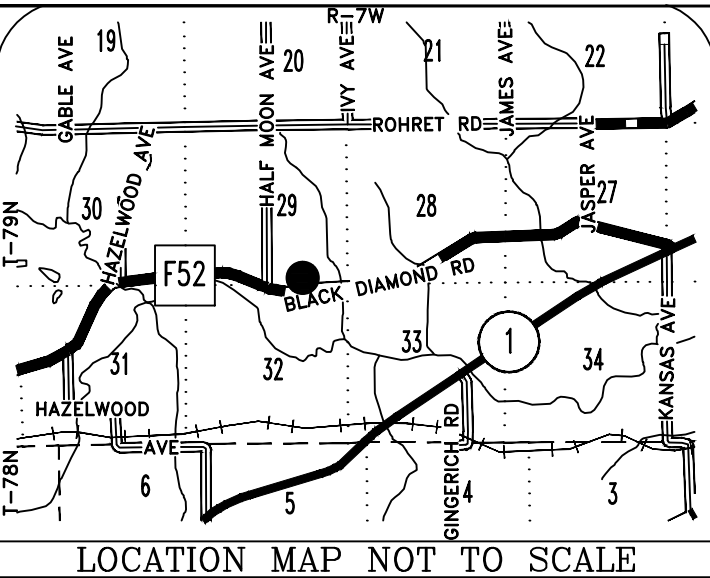 R-7W
19
20
21
22
GABLE AVE
HALF MOON AVE
IVY AVE
JAMES AVE
ROHRET RD
HAZELWOOD AVE
JASPER AVE
T-79N
30
29
28
27
F52
BLACK DIAMOND RD
31
32
33
1
34
KANSAS AVE
HAZELWOOD
AVE
GINGERICH RD
T-78N
6
5
4
3
LOCATION MAP NOT TO SCALE